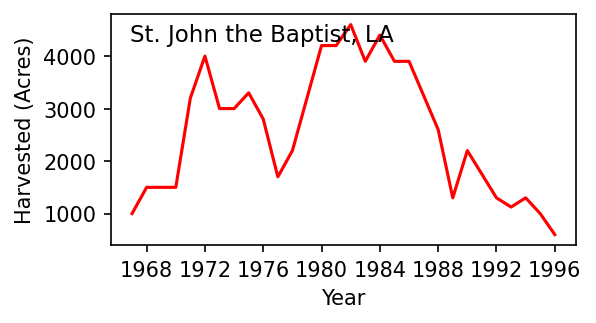 St. John the Baptist, LA
Harvested (Acres)
4000
3000
2000
1000
1968 1972 1976 1980 1984 1988 1992 1996
Year